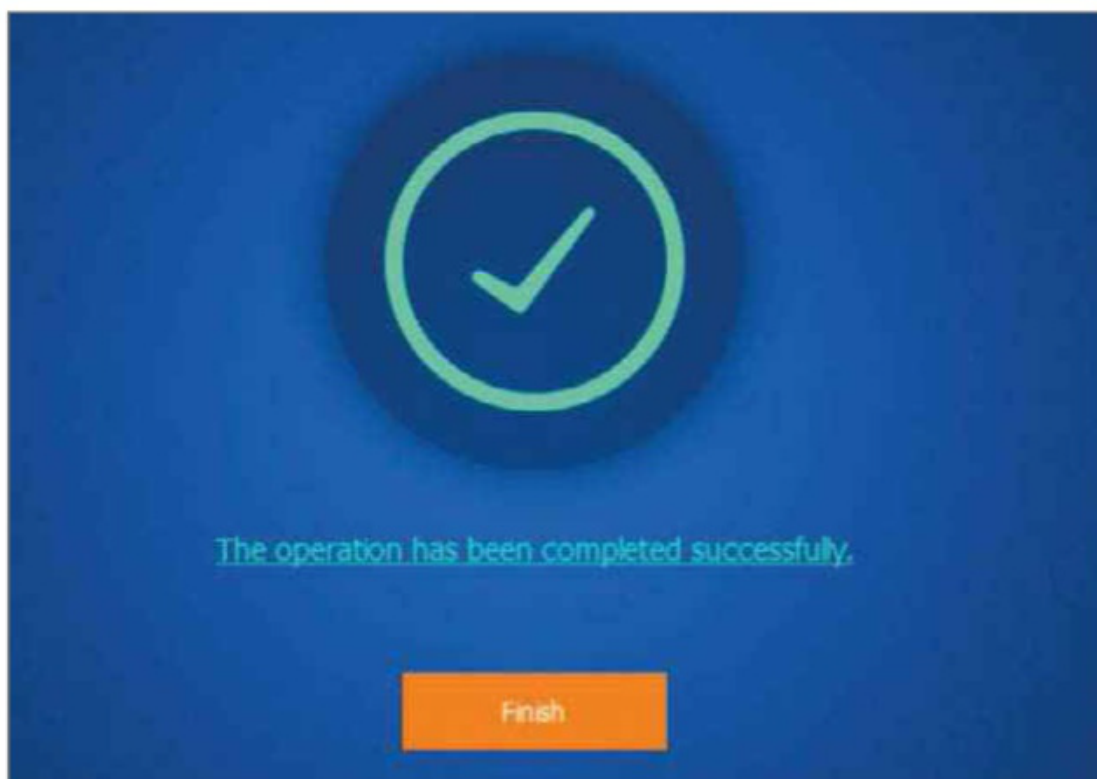 The operation has been completed successfully.
Finish